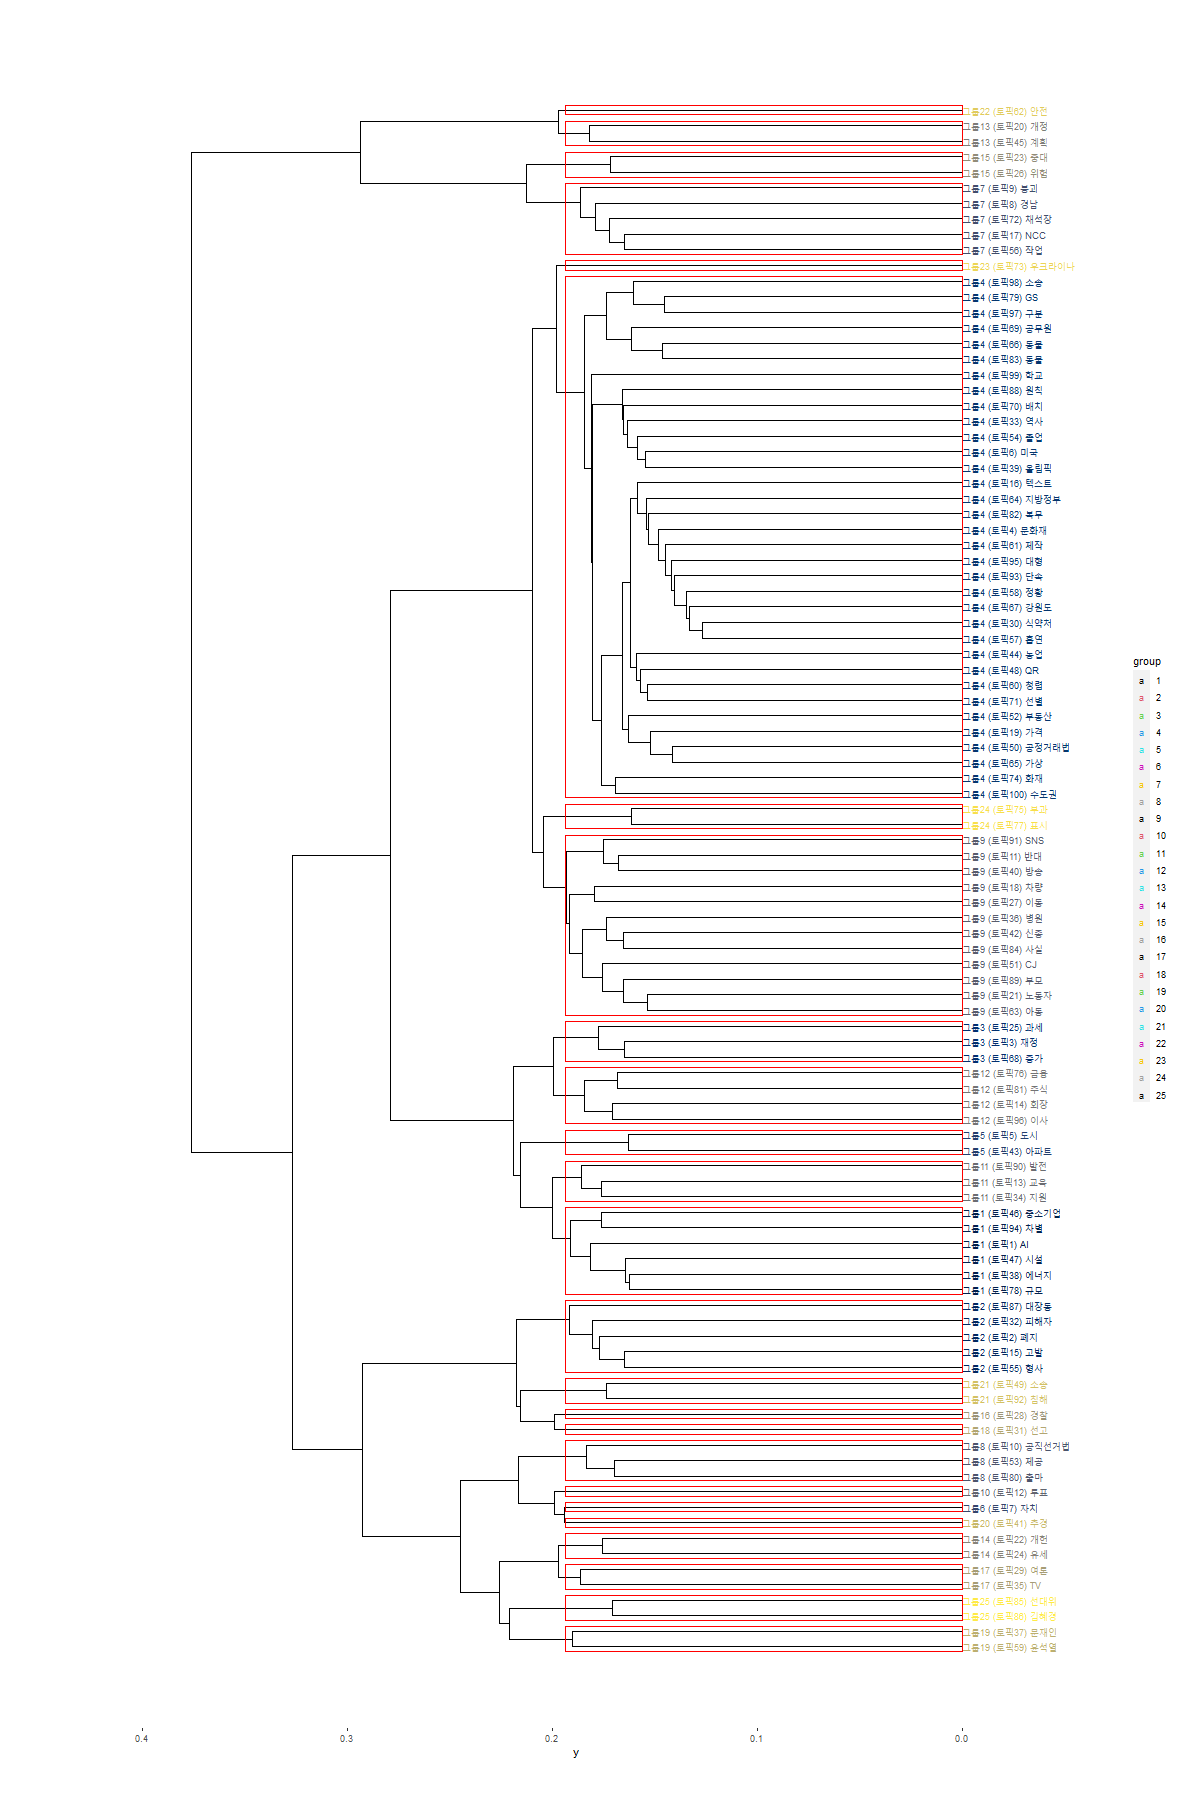 그룹22 (토픽62) 안전
그룹13 (토픽20) 개정
그룹13 (토픽45) 계획
그룹15 (토픽23) 중대
그룹15 (토픽26) 위험
그룹7 (토픽9) 붕괴
그룹7 (토픽8) 경남
그룹7 (토픽72) 채석장
그룹7 (토픽17) NCC
그룹7 (토픽56) 작업
그룹23 (토픽73) 우크라이나
그룹4 (토픽98) 소송
그룹4 (토픽79) GS
그룹4 (토픽97) 구분
그룹4 (토픽69) 공무원
그룹4 (토픽66) 동물
그룹4 (토픽83) 동물
그룹4 (토픽99) 학교
그룹4 (토픽88) 원칙
그룹4 (토픽70) 배치
그룹4 (토픽33) 역사
그룹4 (토픽54) 졸업
그룹4 (토픽6) 미국
그룹4 (토픽39) 올림픽
그룹4 (토픽16) 텍스트
그룹4 (토픽64) 지방정부
그룹4 (토픽82) 복무
그룹4 (토픽4) 문화재
그룹4 (토픽61) 제작
그룹4 (토픽95) 대형
그룹4 (토픽93) 단속
그룹4 (토픽58) 정황
그룹4 (토픽67) 강원도
그룹4 (토픽30) 식약처
그룹4 (토픽57) 흡연
그룹4 (토픽44) 농업
그룹4 (토픽48) QR
그룹4 (토픽60) 청렴
그룹4 (토픽71) 선별
그룹4 (토픽52) 부동산
그룹4 (토픽19) 가격
그룹4 (토픽50) 공정거래법
그룹4 (토픽65) 가상
그룹4 (토픽74) 화재
그룹4 (토픽100) 수도권
그룹24 (토픽75) 부과
그룹24 (토픽77) 표시
그룹9 (토픽91) SNS
그룹9 (토픽11) 반대
그룹9 (토픽40) 방송
그룹9 (토픽18) 차량
그룹9 (토픽27) 이동
그룹9 (토픽36) 병원
그룹9 (토픽42) 신종
그룹9 (토픽84) 사실
그룹9 (토픽51) CJ
그룹9 (토픽89) 부모
그룹9 (토픽21) 노동자
그룹9 (토픽63) 아동
그룹3 (토픽25) 과세
그룹3 (토픽3) 재정
그룹3 (토픽68) 증가
그룹12 (토픽76) 금융
그룹12 (토픽81) 주식
그룹12 (토픽14) 회장
그룹12 (토픽96) 이사
그룹5 (토픽5) 도시
그룹5 (토픽43) 아파트
그룹11 (토픽90) 발전
그룹11 (토픽13) 교육
그룹11 (토픽34) 지원
그룹1 (토픽46) 중소기업
그룹1 (토픽94) 차별
그룹1 (토픽1) AI
그룹1 (토픽47) 시설
그룹1 (토픽38) 에너지
그룹1 (토픽78) 규모
그룹2 (토픽87) 대장동
그룹2 (토픽32) 피해자
그룹2 (토픽2) 폐지
그룹2 (토픽15) 고발
그룹2 (토픽55) 형사
그룹21 (토픽49) 소송
그룹21 (토픽92) 침해
그룹16 (토픽28) 경찰
그룹18 (토픽31) 선고
그룹8 (토픽10) 공직선거법
그룹8 (토픽53) 제공
그룹8 (토픽80) 출마
그룹10 (토픽12) 투표
그룹6 (토픽7) 자치
그룹20 (토픽41) 추경
그룹14 (토픽22) 개헌
그룹14 (토픽24) 유세
그룹17 (토픽29) 여론
그룹17 (토픽35) TV
그룹25 (토픽85) 선대위
그룹25 (토픽86) 김혜경
그룹19 (토픽37) 문재인
그룹19 (토픽59) 윤석열
group
a 1
a 2
a 3
a 4
a 5
a 6
a 7
a 8
a 9
a 10
a 11
a 12
a 13
a 14
a 15
a 16
a 17
a 18
a 19
a 20
a 21
a 22
a 23
a 24
a 25
0.4 0.3 0.2 0.1 0.0
y